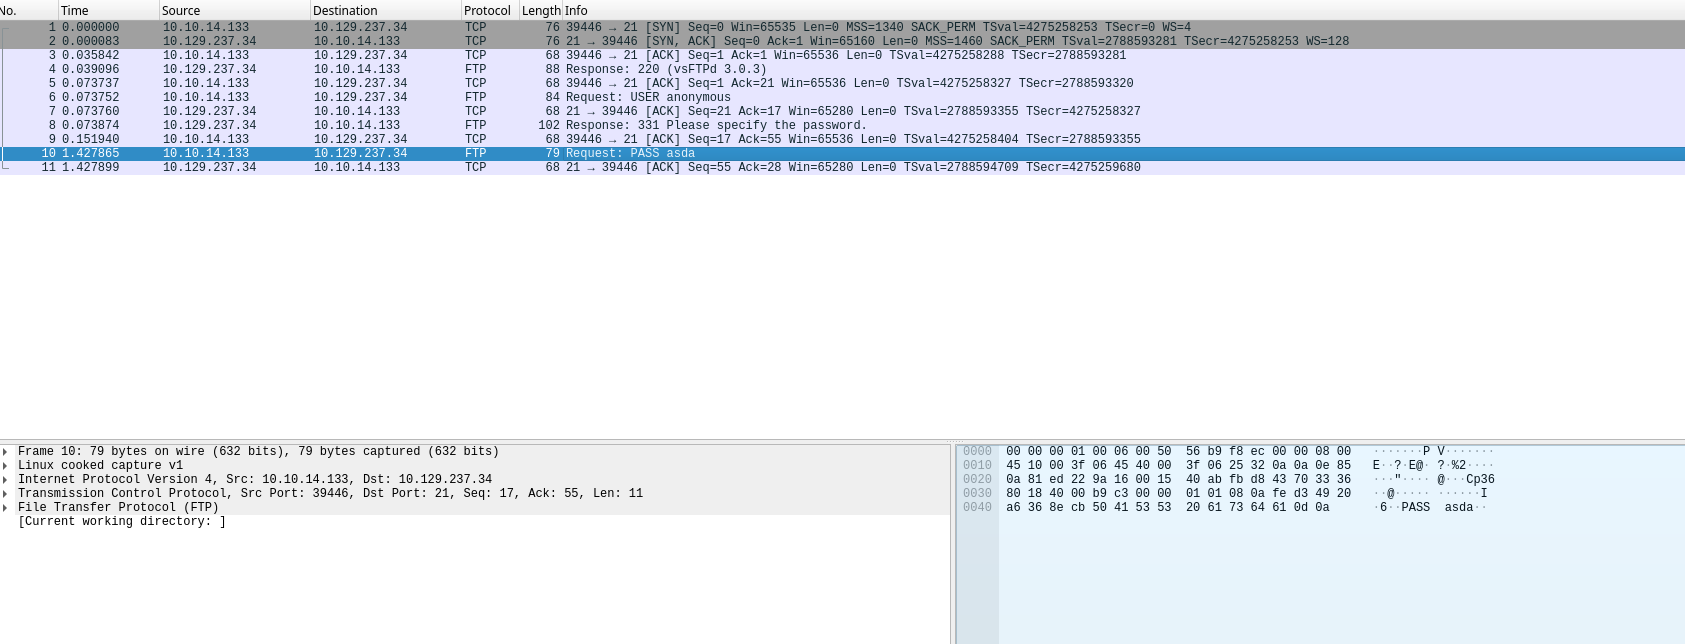 No. Time Source Destination Protocol Length Info
1 0.000000 10.10.14.133 10.129.237.34 TCP 76 39446 → 21 [SYN] Seq=0 Win=65535 Len=0 MSS=1340 SACK_PERM TSval=4275258253 TSecr=0 WS=4
2 0.000083 10.129.237.34 10.10.14.133 TCP 76 21 → 39446 [SYN, ACK] Seq=0 Ack=1 Win=65160 Len=0 MSS=1460 SACK_PERM TSval=2788593281 TSecr=4275258253 WS=128
3 0.035842 10.10.14.133 10.129.237.34 TCP 68 39446 → 21 [ACK] Seq=1 Ack=1 Win=65536 Len=0 TSval=4275258288 TSecr=2788593281
4 0.039096 10.129.237.34 10.10.14.133 FTP 88 Response: 220 (vsFTPd 3.0.3)
5 0.073737 10.10.14.133 10.129.237.34 TCP 68 39446 → 21 [ACK] Seq=1 Ack=21 Win=65536 Len=0 TSval=4275258327 TSecr=2788593320
6 0.073752 10.10.14.133 10.129.237.34 FTP 84 Request: USER anonymous
7 0.073760 10.129.237.34 10.10.14.133 TCP 68 21 → 39446 [ACK] Seq=21 Ack=17 Win=65280 Len=0 TSval=2788593355 TSecr=4275258327
8 0.073874 10.129.237.34 10.10.14.133 FTP 102 Response: 331 Please specify the password.
9 0.151940 10.10.14.133 10.129.237.34 TCP 68 39446 → 21 [ACK] Seq=17 Ack=55 Win=65536 Len=0 TSval=4275258404 TSecr=2788593355
10 1.427865 10.10.14.133 10.129.237.34 FTP 79 Request: PASS asda
11 1.427899 10.129.237.34 10.10.14.133 TCP 68 21 → 39446 [ACK] Seq=55 Ack=28 Win=65280 Len=0 TSval=2788594709 TSecr=4275259680
Frame 10: 79 bytes on wire (632 bits), 79 bytes captured (632 bits)
Linux cooked capture v1
Internet Protocol Version 4, Src: 10.10.14.133, Dst: 10.129.237.34
Transmission Control Protocol, Src Port: 39446, Dst Port: 21, Seq: 17, Ack: 55, Len: 11
File Transfer Protocol (FTP)
[Current working directory: ]
0000 00 00 00 01 00 06 00 50 56 b9 f8 ec 00 00 08 00 ·······P V·······
0010 45 10 00 3f 06 45 40 00 3f 06 25 32 0a 0a 0e 85 E··?·E@· ?·%2····
0020 0a 81 ed 22 9a 16 00 15 40 ab fb d8 43 70 33 36 ···"···· @···Cp36
0030 80 18 40 00 b9 c3 00 00 01 01 08 0a fe d3 49 20 ··@····· ······I
0040 a6 36 8e cb 50 41 53 53 20 61 73 64 61 0d 0a ·6··PASS asda··